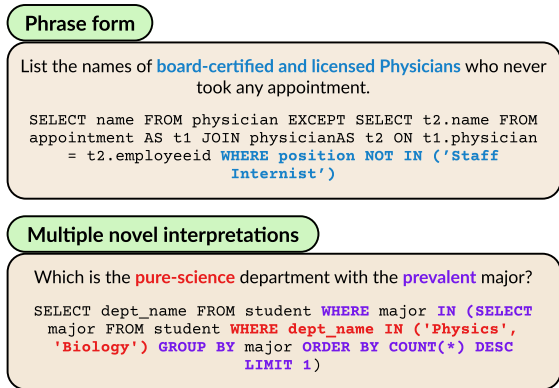 Phrase form
List the names of board-certified and licensed Physicians who never
took any appointment.
SELECT name FROM physician EXCEPT SELECT t2.name FROM
appointment AS t1 JOIN physicianAS t2 ON t1.physician
= t2.employeeid WHERE position NOT IN (’Staff
Internist’)
Multiple novel interpretations
Which is the pure-science department with the prevalent major?
SELECT dept_name FROM student WHERE major IN (SELECT
major FROM student WHERE dept_name IN ('Physics',
'Biology') GROUP BY major ORDER BY COUNT(*) DESC
LIMIT 1)